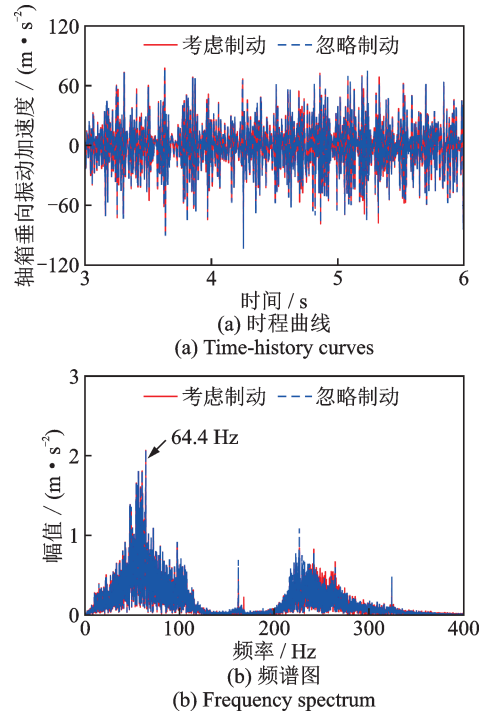 120
60
0
−60
−120
考虑制动 忽略制动
轴箱垂向振动加速度 / (m • s⁻²)
3 4 5 6
时间 / s
(a) 时程曲线
(a) Time-history curves
3
2
1
0
考虑制动 忽略制动
64.4 Hz
幅值 / (m • s⁻²)
0 100 200 300 400
频率 / Hz
(b) 频谱图
(b) Frequency spectrum